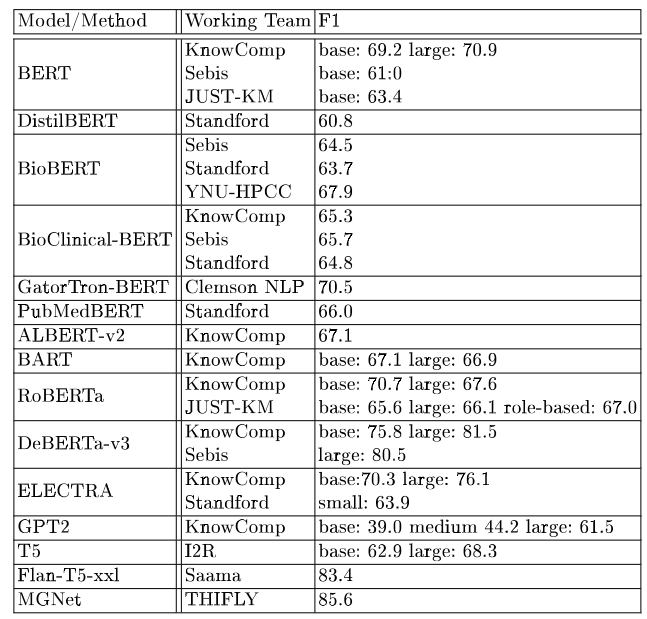 Model/Method Working Team F1
BERT KnowComp base: 69.2 large: 70.9
Sebis base: 61:0
JUST-KM base: 63.4
DistilBERT Standford 60.8
BioBERT Sebis 64.5
Standford 63.7
YNU-HPCC 67.9
BioClinical-BERT KnowComp 65.3
Sebis 65.7
Standford 64.8
GatorTron-BERT Clemson NLP 70.5
PubMedBERT Standford 66.0
ALBERT-v2 KnowComp 67.1
BART KnowComp base: 67.1 large: 66.9
RoBERTa KnowComp base: 70.7 large: 67.6
JUST-KM base: 65.6 large: 66.1 role-based: 67.0
DeBERTa-v3 KnowComp base: 75.8 large: 81.5
Sebis large: 80.5
ELECTRA KnowComp base:70.3 large: 76.1
Standford small: 63.9
GPT2 KnowComp base: 39.0 medium 44.2 large: 61.5
T5 I2R base: 62.9 large: 68.3
Flan-T5-xxl Saama 83.4
MGNet THIFLY 85.6